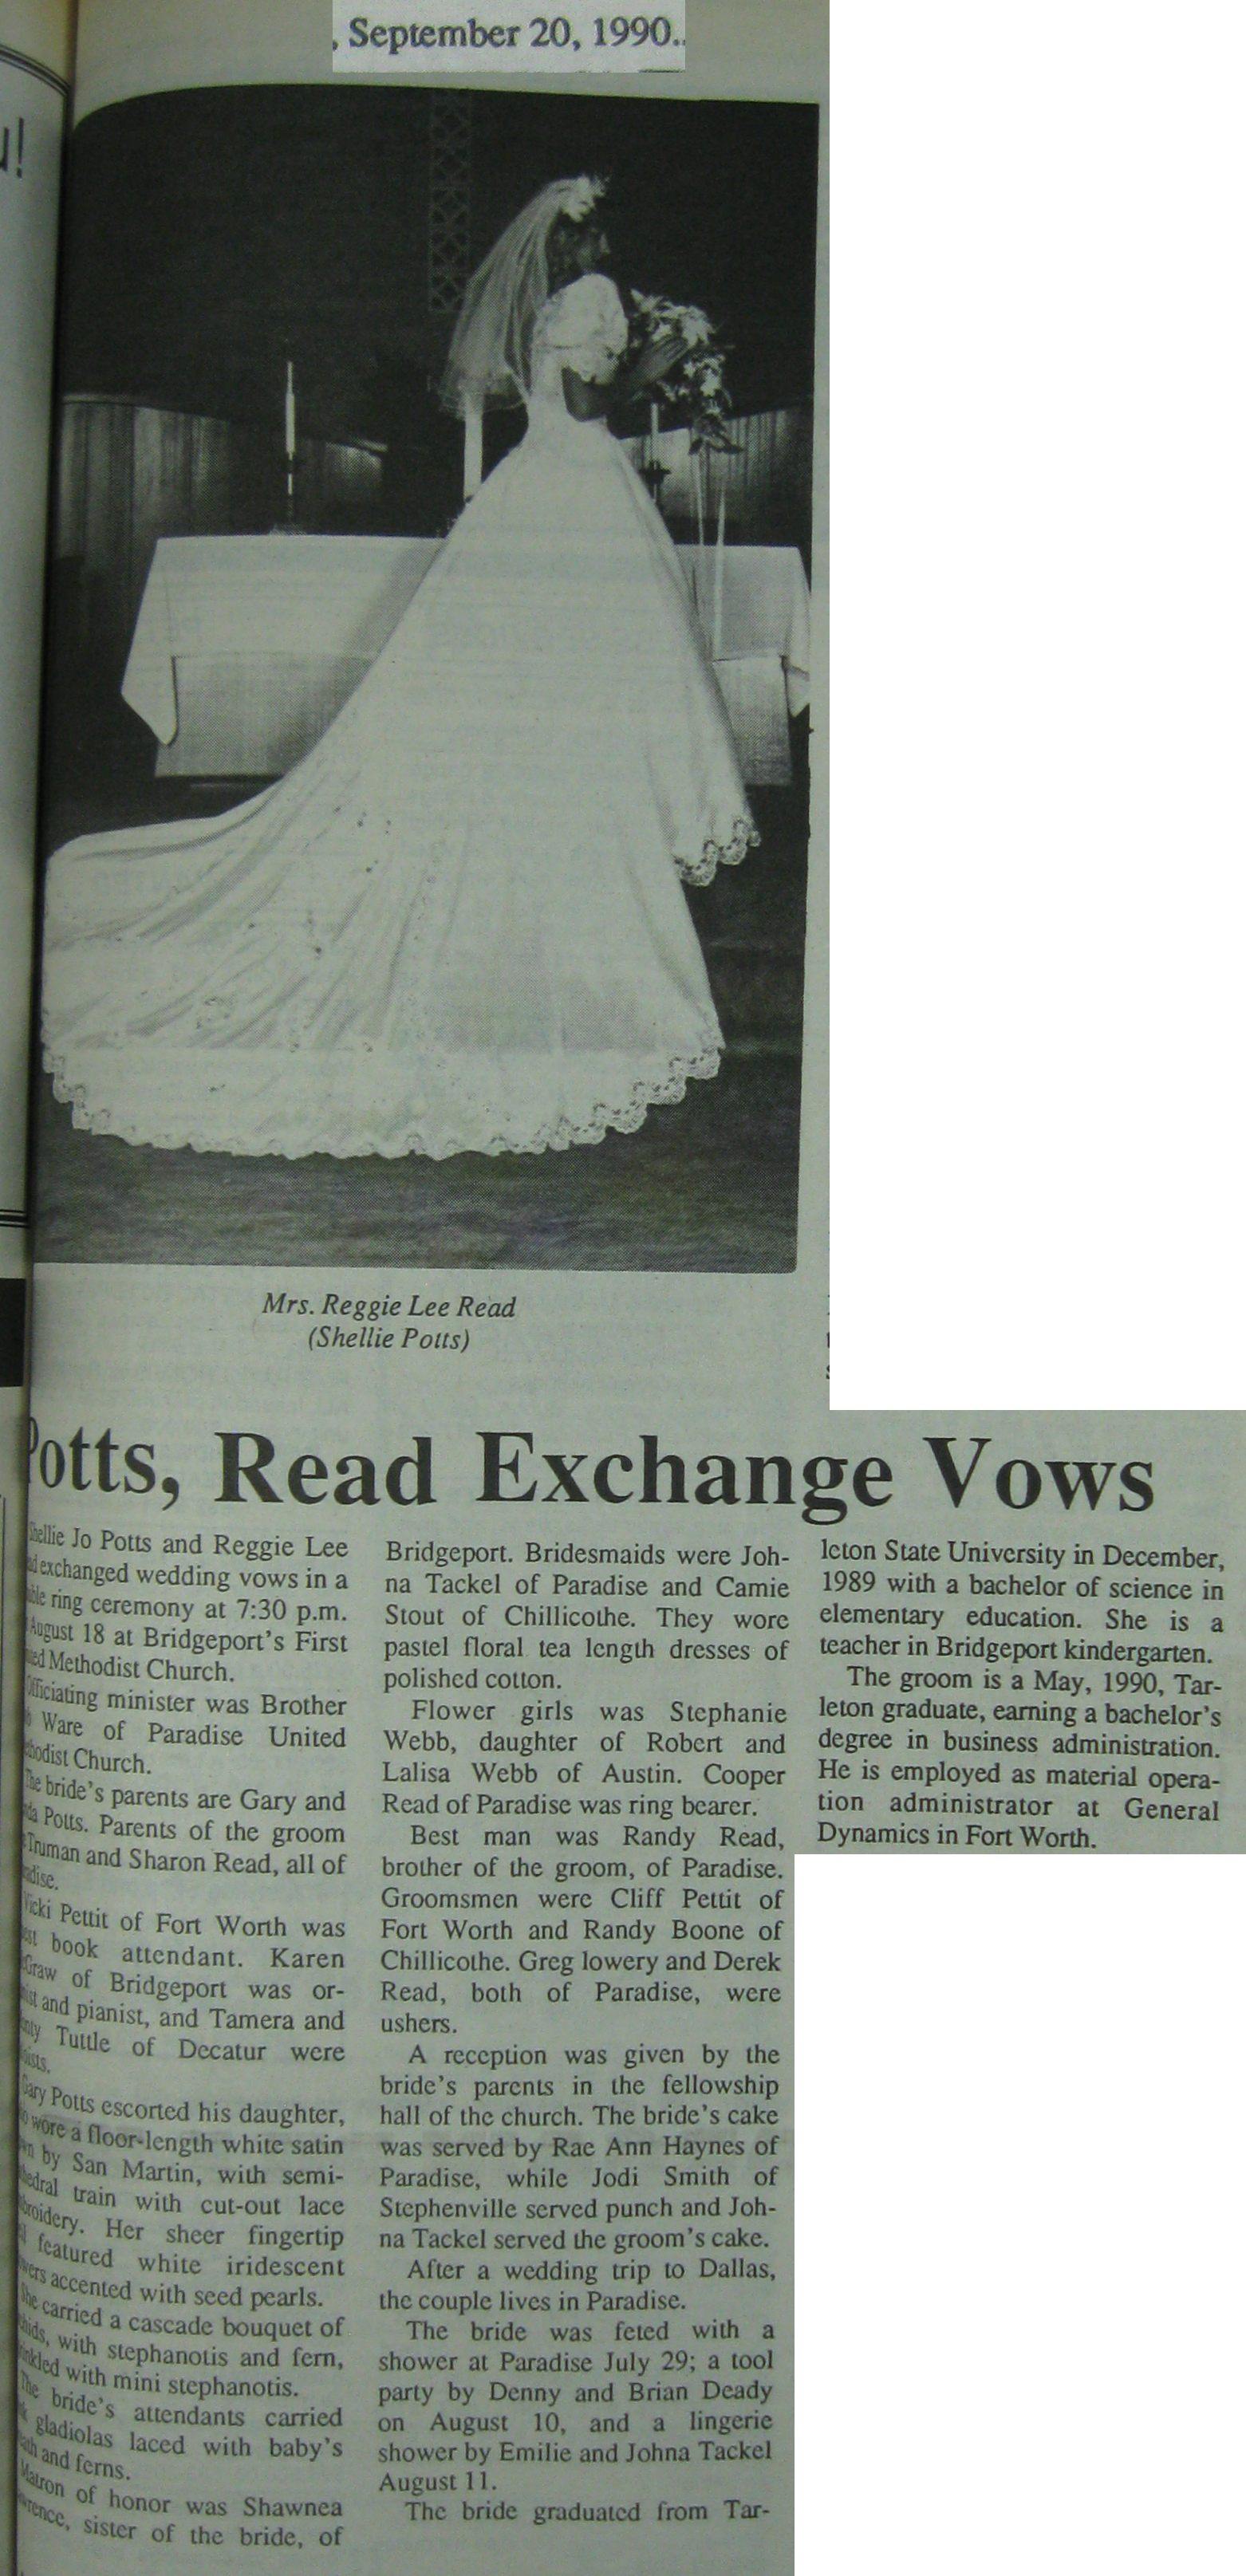 , September 20, 1990.
u!
Mrs. Reggie Lee Read
(Shellie Potts)
Potts, Read Exchange Vows
Shellie Jo Potts and Reggie Lee
exchanged wedding vows in a
ring ceremony at 7:30 p.m.
August 18 at Bridgeport's First
Methodist Church.
Officiating minister was Brother
Ware of Paradise United
Church.
The bride's parents are Gary and
Potts. Parents of the groom
Truman and Sharon Read, all of
Vicki Pettit of Fort Worth was
book attendant. Karen
of Bridgeport was or-
and pianist, and Tamera and
Tuttle of Decatur were
Gary Potts escorted his daughter,
wore a floor-length white satin
by San Martin, with semi-
train with cut-out lace
Her sheer fingertip
featured white iridescent
accented with seed pearls.
She carried a cascade bouquet of
with stephanotis and fern,
with mini stephanotis.
The bride's attendants carried
gladiolas laced with baby's
and ferns.
Matron of honor was Shawnea
sister of the bride, of
Bridgeport. Bridesmaids were Joh-
na Tackel of Paradise and Camie
Stout of Chillicothe. They wore
pastel floral tea length dresses of
polished cotton.
Flower girls was Stephanie
Webb, daughter of Robert and
Lalisa Webb of Austin. Cooper
Read of Paradise was ring bearer.
Best man was Randy Read,
brother of the groom, of Paradise.
Groomsmen were Cliff Pettit of
Fort Worth and Randy Boone of
Chillicothe. Greg lowery and Derek
Read, both of Paradise, were
ushers.
A reception was given by the
bride's parents in the fellowship
hall of the church. The bride's cake
was served by Rae Ann Haynes of
Paradise, while Jodi Smith of
Stephenville served punch and Joh-
na Tackel served the groom's cake.
After a wedding trip to Dallas,
the couple lives in Paradise.
The bride was feted with a
shower at Paradise July 29; a tool
party by Denny and Brian Deady
on August 10, and a lingerie
shower by Emilie and Johna Tackel
August 11.
The bride graduated from Tar-
leton State University in December,
1989 with a bachelor of science in
elementary education. She is a
teacher in Bridgeport kindergarten.
The groom is a May, 1990, Tar-
leton graduate, earning a bachelor's
degree in business administration.
He is employed as material opera-
tion administrator at General
Dynamics in Fort Worth.